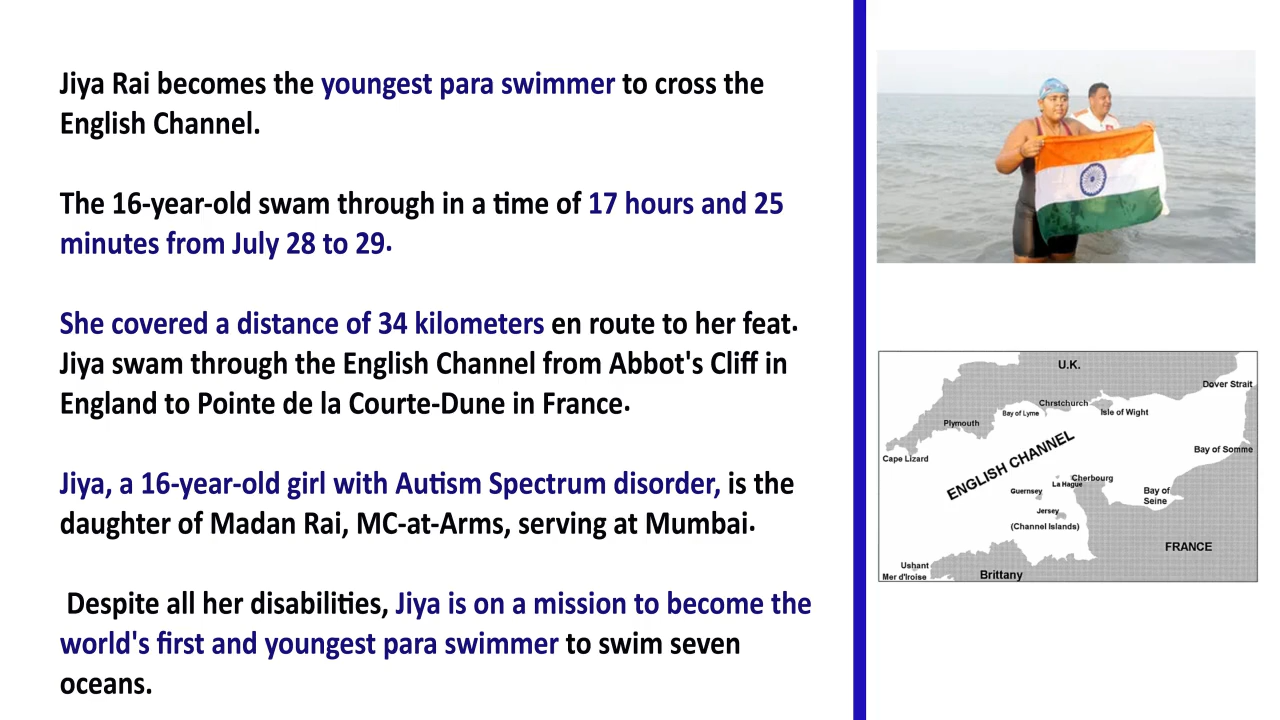 Jiya Rai becomes the youngest para swimmer to cross the
English Channel.
The 16-year-old swam through in a time of 17 hours and 25
minutes from July 28 to 29.
She covered a distance of 34 kilometers en route to her feat.
Jiya swam through the English Channel from Abbot's Cliff in
England to Pointe de la Courte-Dune in France.
Jiya, a 16-year-old girl with Autism Spectrum disorder, is the
daughter of Madan Rai, MC-at-Arms, serving at Mumbai.
Despite all her disabilities, Jiya is on a mission to become the
world's first and youngest para swimmer to swim seven
oceans.
U.K.
Dover Strait
Chrstchurch
Bay of Lyme
Isle of Wight
Plymouth
Bay of Somme
Cape Lizard
ENGLISH CHANNEL
Cherbourg
La Hague
Guernsey
Bay of
Seine
Jersey
(Channel Islands)
FRANCE
Ushant
Mer d'Iroise
Brittany